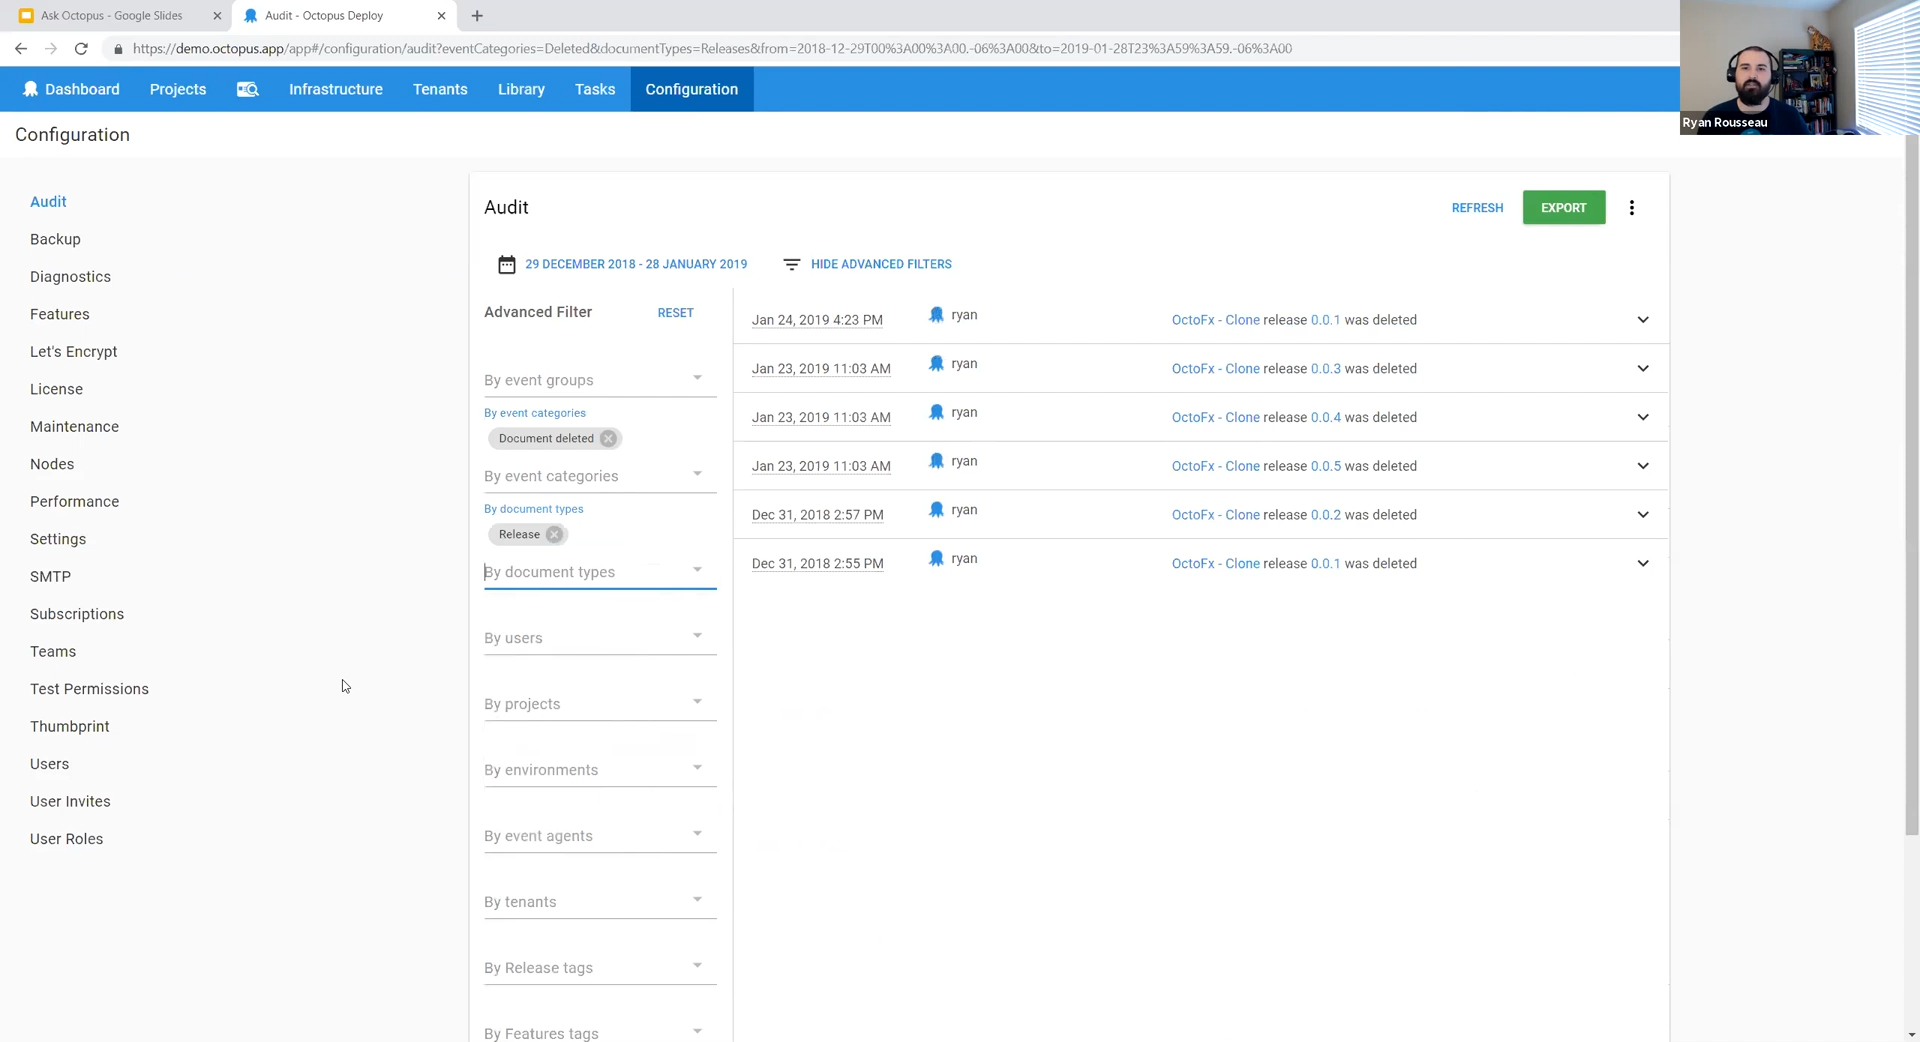 Ask Octopus - Google Slides
Audit - Octopus Deploy
https://demo.octopus.app/app#/configuration/audit?eventCategories=Deleted&documentTypes=Releases&from=2018-12-29T00%3A00%3A00.-06%3A00&to=2019-01-28T23%3A59%3A59.-06%3A00
Dashboard
Projects
Infrastructure
Tenants
Library
Tasks
Configuration
Ryan Rousseau
Configuration
Audit
Backup
Diagnostics
Features
Let's Encrypt
License
Maintenance
Nodes
Performance
Settings
SMTP
Subscriptions
Teams
Test Permissions
Thumbprint
Users
User Invites
User Roles
Audit
REFRESH
EXPORT
29 DECEMBER 2018 - 28 JANUARY 2019
HIDE ADVANCED FILTERS
Advanced Filter
RESET
By event groups
By event categories
Document deleted
By event categories
By document types
Release
By document types
By users
By projects
By environments
By event agents
By tenants
By Release tags
By Features tags
Jan 24, 2019 4:23 PM ryan OctoFx - Clone release 0.0.1 was deleted
Jan 23, 2019 11:03 AM ryan OctoFx - Clone release 0.0.3 was deleted
Jan 23, 2019 11:03 AM ryan OctoFx - Clone release 0.0.4 was deleted
Jan 23, 2019 11:03 AM ryan OctoFx - Clone release 0.0.5 was deleted
Dec 31, 2018 2:57 PM ryan OctoFx - Clone release 0.0.2 was deleted
Dec 31, 2018 2:55 PM ryan OctoFx - Clone release 0.0.1 was deleted